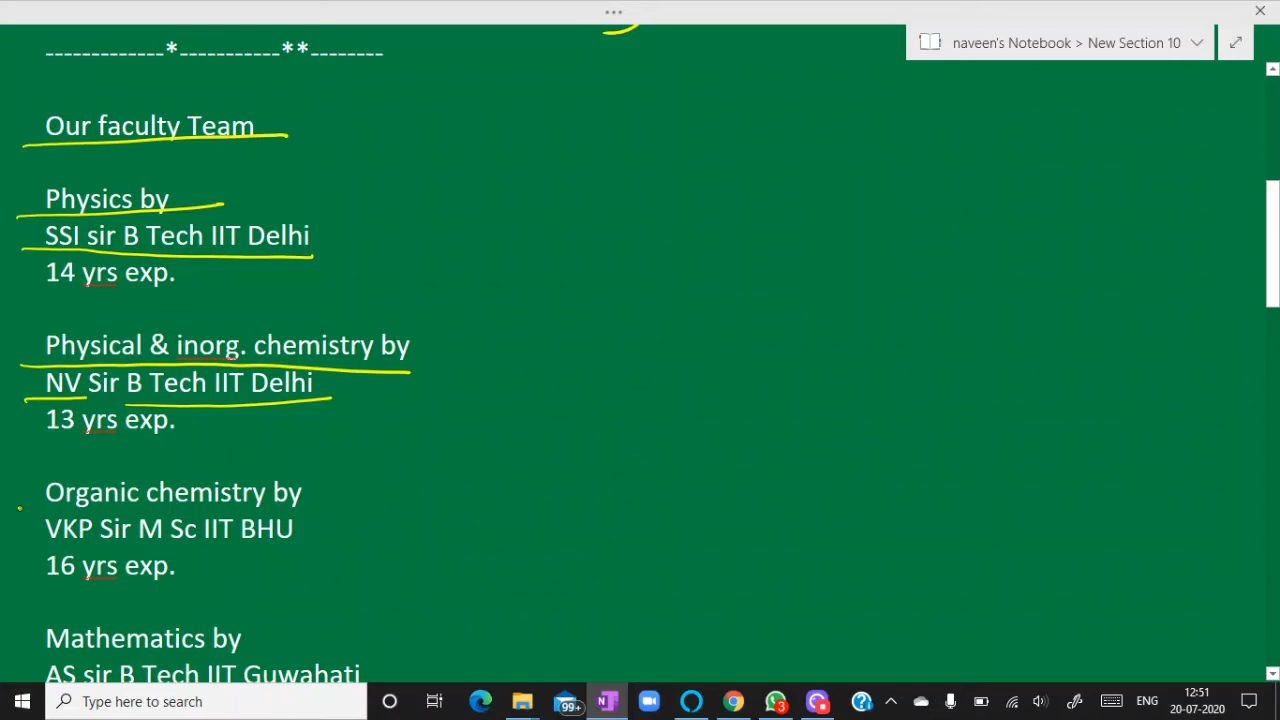 naveen's Notebook > New Section 10
-------------*-----------**--------
Our faculty Team
Physics by
SSI sir B Tech IIT Delhi
14 yrs exp.
Physical & inorg. chemistry by
NV Sir B Tech IIT Delhi
13 yrs exp.
Organic chemistry by
VKP Sir M Sc IIT BHU
16 yrs exp.
Mathematics by
AS sir B Tech IIT Guwahati
Type here to search
99+
3
ENG
12:51
20-07-2020